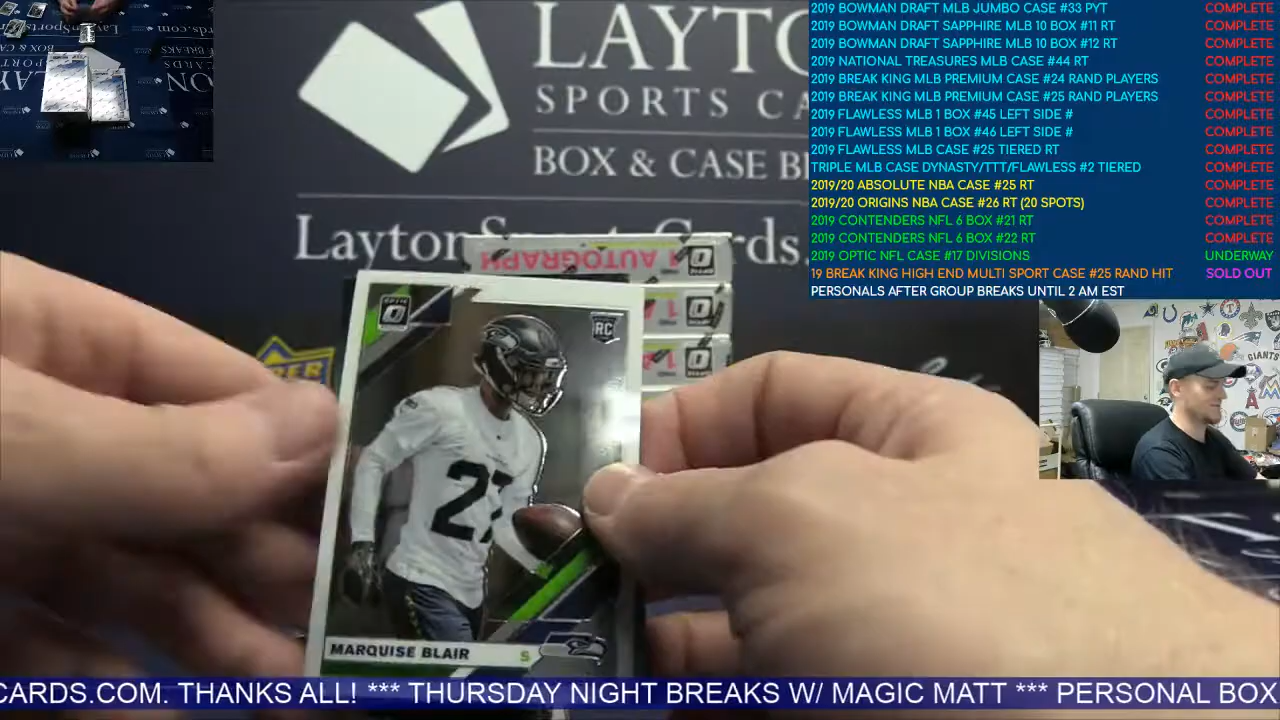 2019 BOWMAN DRAFT MLB JUMBO CASE #33 PYT COMPLETE
2019 BOWMAN DRAFT SAPPHIRE MLB 10 BOX #11 RT COMPLETE
2019 BOWMAN DRAFT SAPPHIRE MLB 10 BOX #12 RT COMPLETE
2019 NATIONAL TREASURES MLB CASE #44 RT COMPLETE
2019 BREAK KING MLB PREMIUM CASE #24 RAND PLAYERS COMPLETE
2019 BREAK KING MLB PREMIUM CASE #25 RAND PLAYERS COMPLETE
2019 FLAWLESS MLB 1 BOX #45 LEFT SIDE # COMPLETE
2019 FLAWLESS MLB 1 BOX #46 LEFT SIDE # COMPLETE
2019 FLAWLESS MLB CASE #25 TIERED RT COMPLETE
TRIPLE MLB CASE DYNASTY/TTT/FLAWLESS #2 TIERED COMPLETE
2019/20 ABSOLUTE NBA CASE #25 RT COMPLETE
2019/20 ORIGINS NBA CASE #26 RT (20 SPOTS) COMPLETE
2019 CONTENDERS NFL 6 BOX #21 RT COMPLETE
2019 CONTENDERS NFL 6 BOX #22 RT COMPLETE
2019 OPTIC NFL CASE #17 DIVISIONS UNDERWAY
19 BREAK KING HIGH END MULTI SPORT CASE #25 RAND HIT SOLD OUT
PERSONALS AFTER GROUP BREAKS UNTIL 2 AM EST
LAYTO
SPORTS CA
BOX & CASE B
LaytonSports Cards.
1 AUTOGRAPH
OPTIC
RC
27
MARQUISE BLAIR S
GIANTS
CARDS.COM. THANKS ALL! *** THURSDAY NIGHT BREAKS W/ MAGIC MATT *** PERSONAL BOX